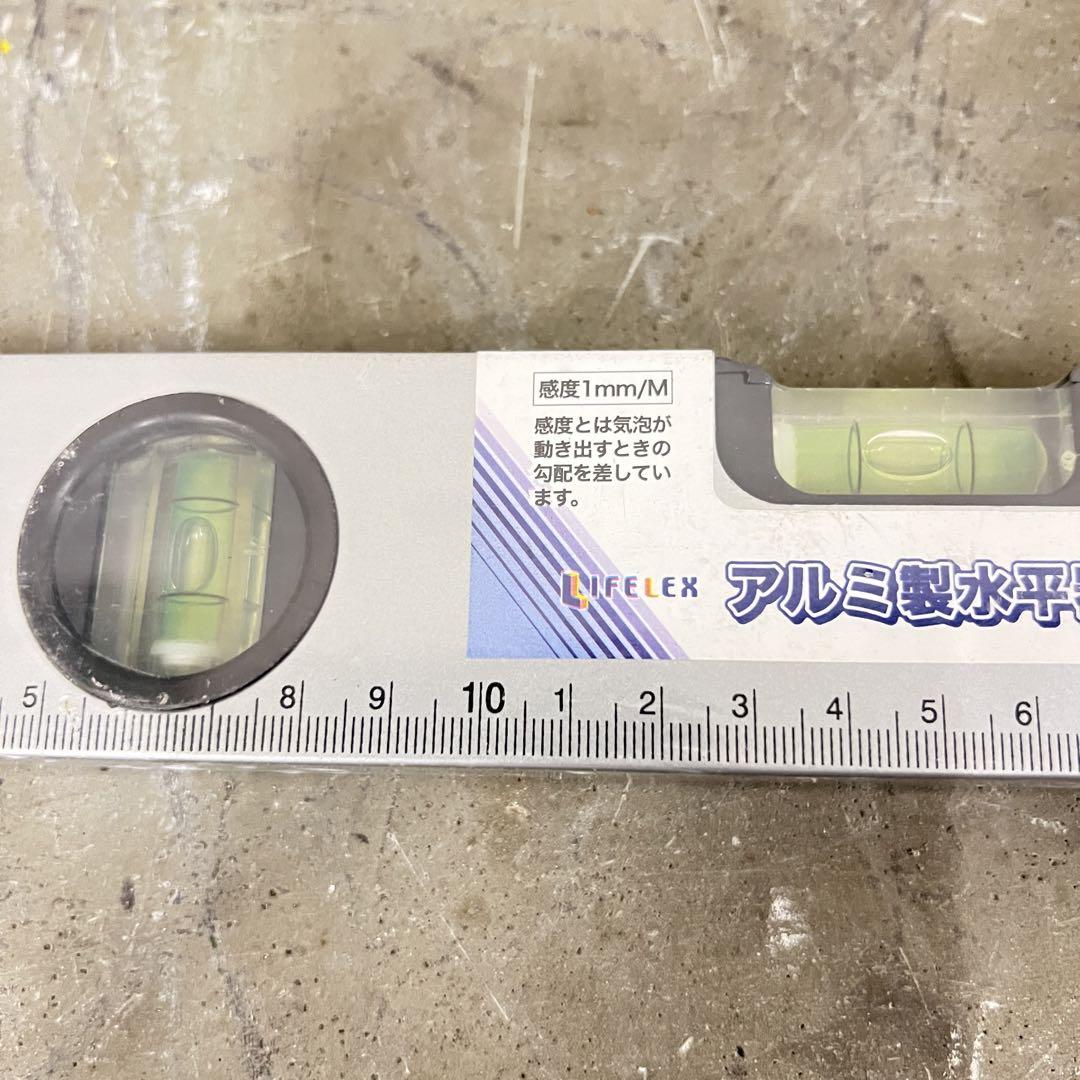 感度1mm/M
感度とは気泡が
動き出すときの
勾配を差してい
ます。
LIFELEX
アルミ製水平
5 8 9 10 1 2 3 4 5 6